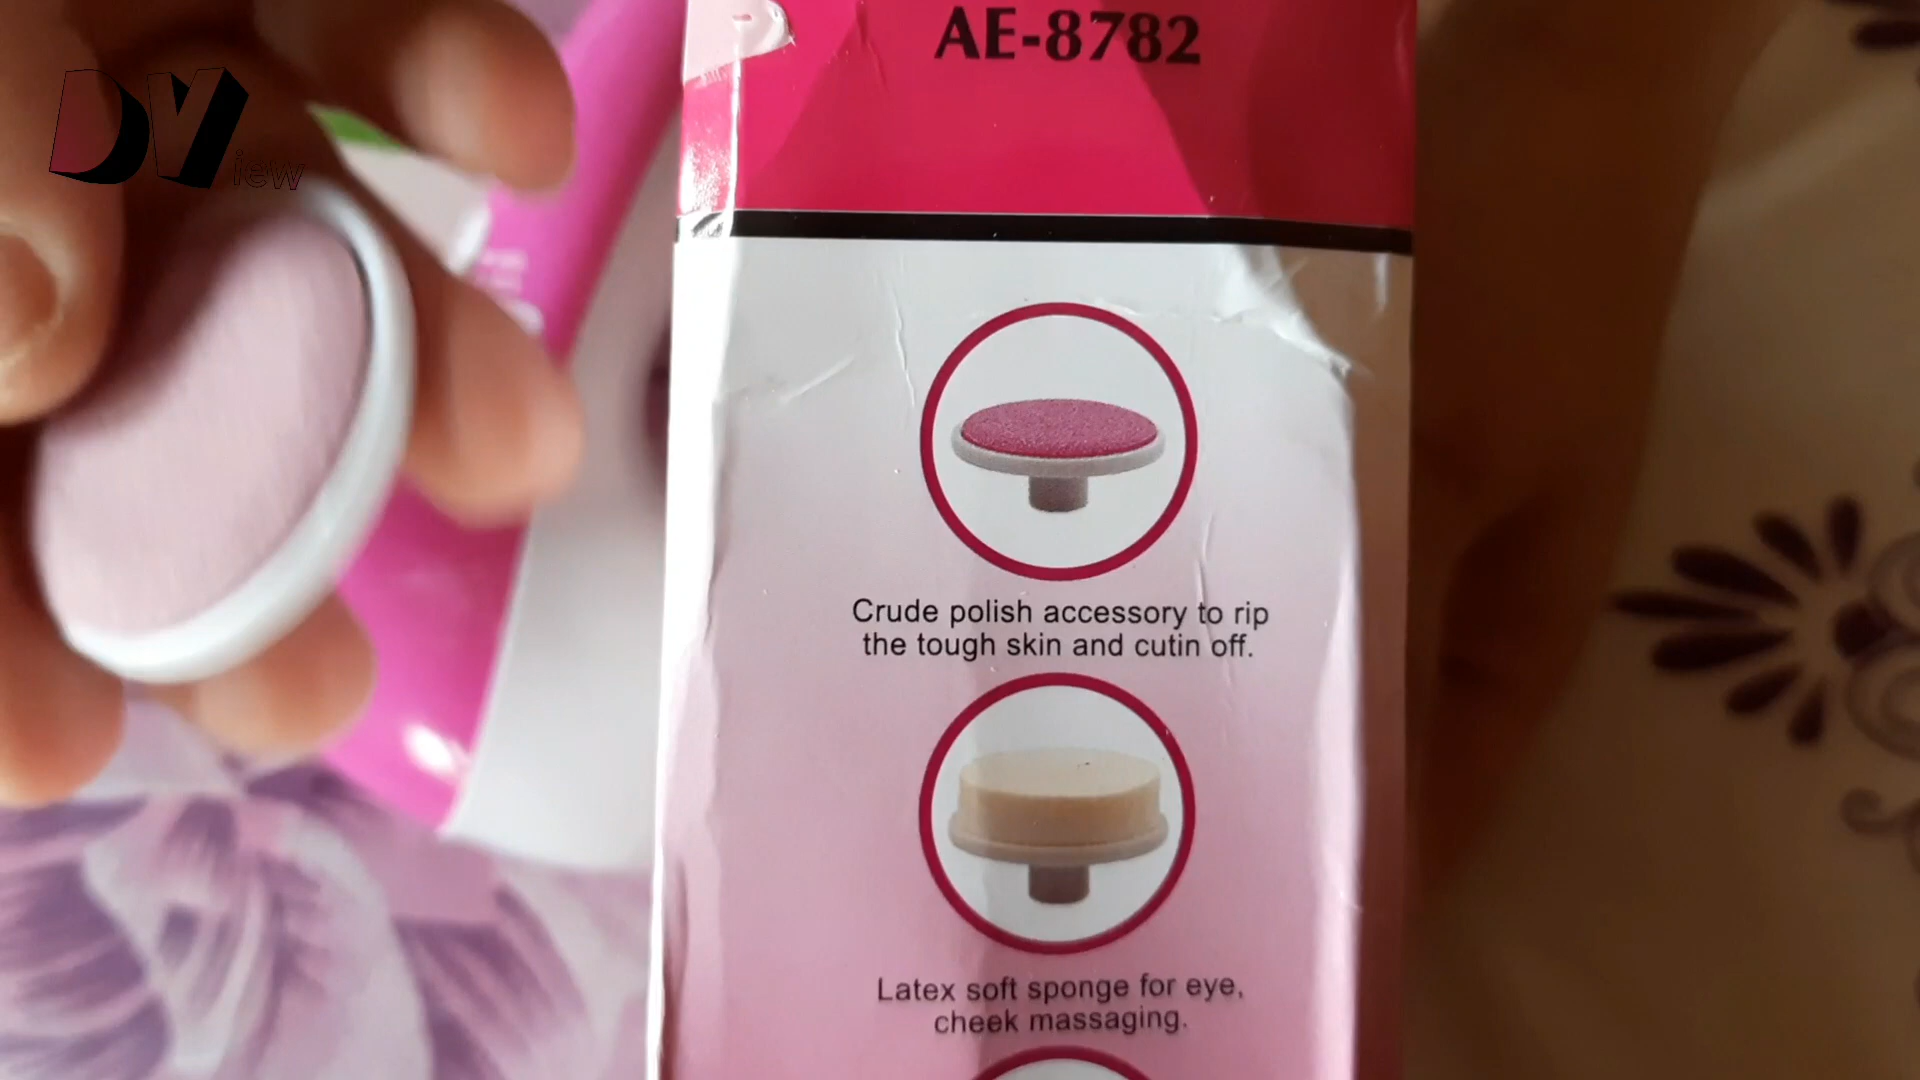 DView
AE-8782
Crude polish accessory to rip
the tough skin and cutin off.
Latex soft sponge for eye,
cheek massaging.